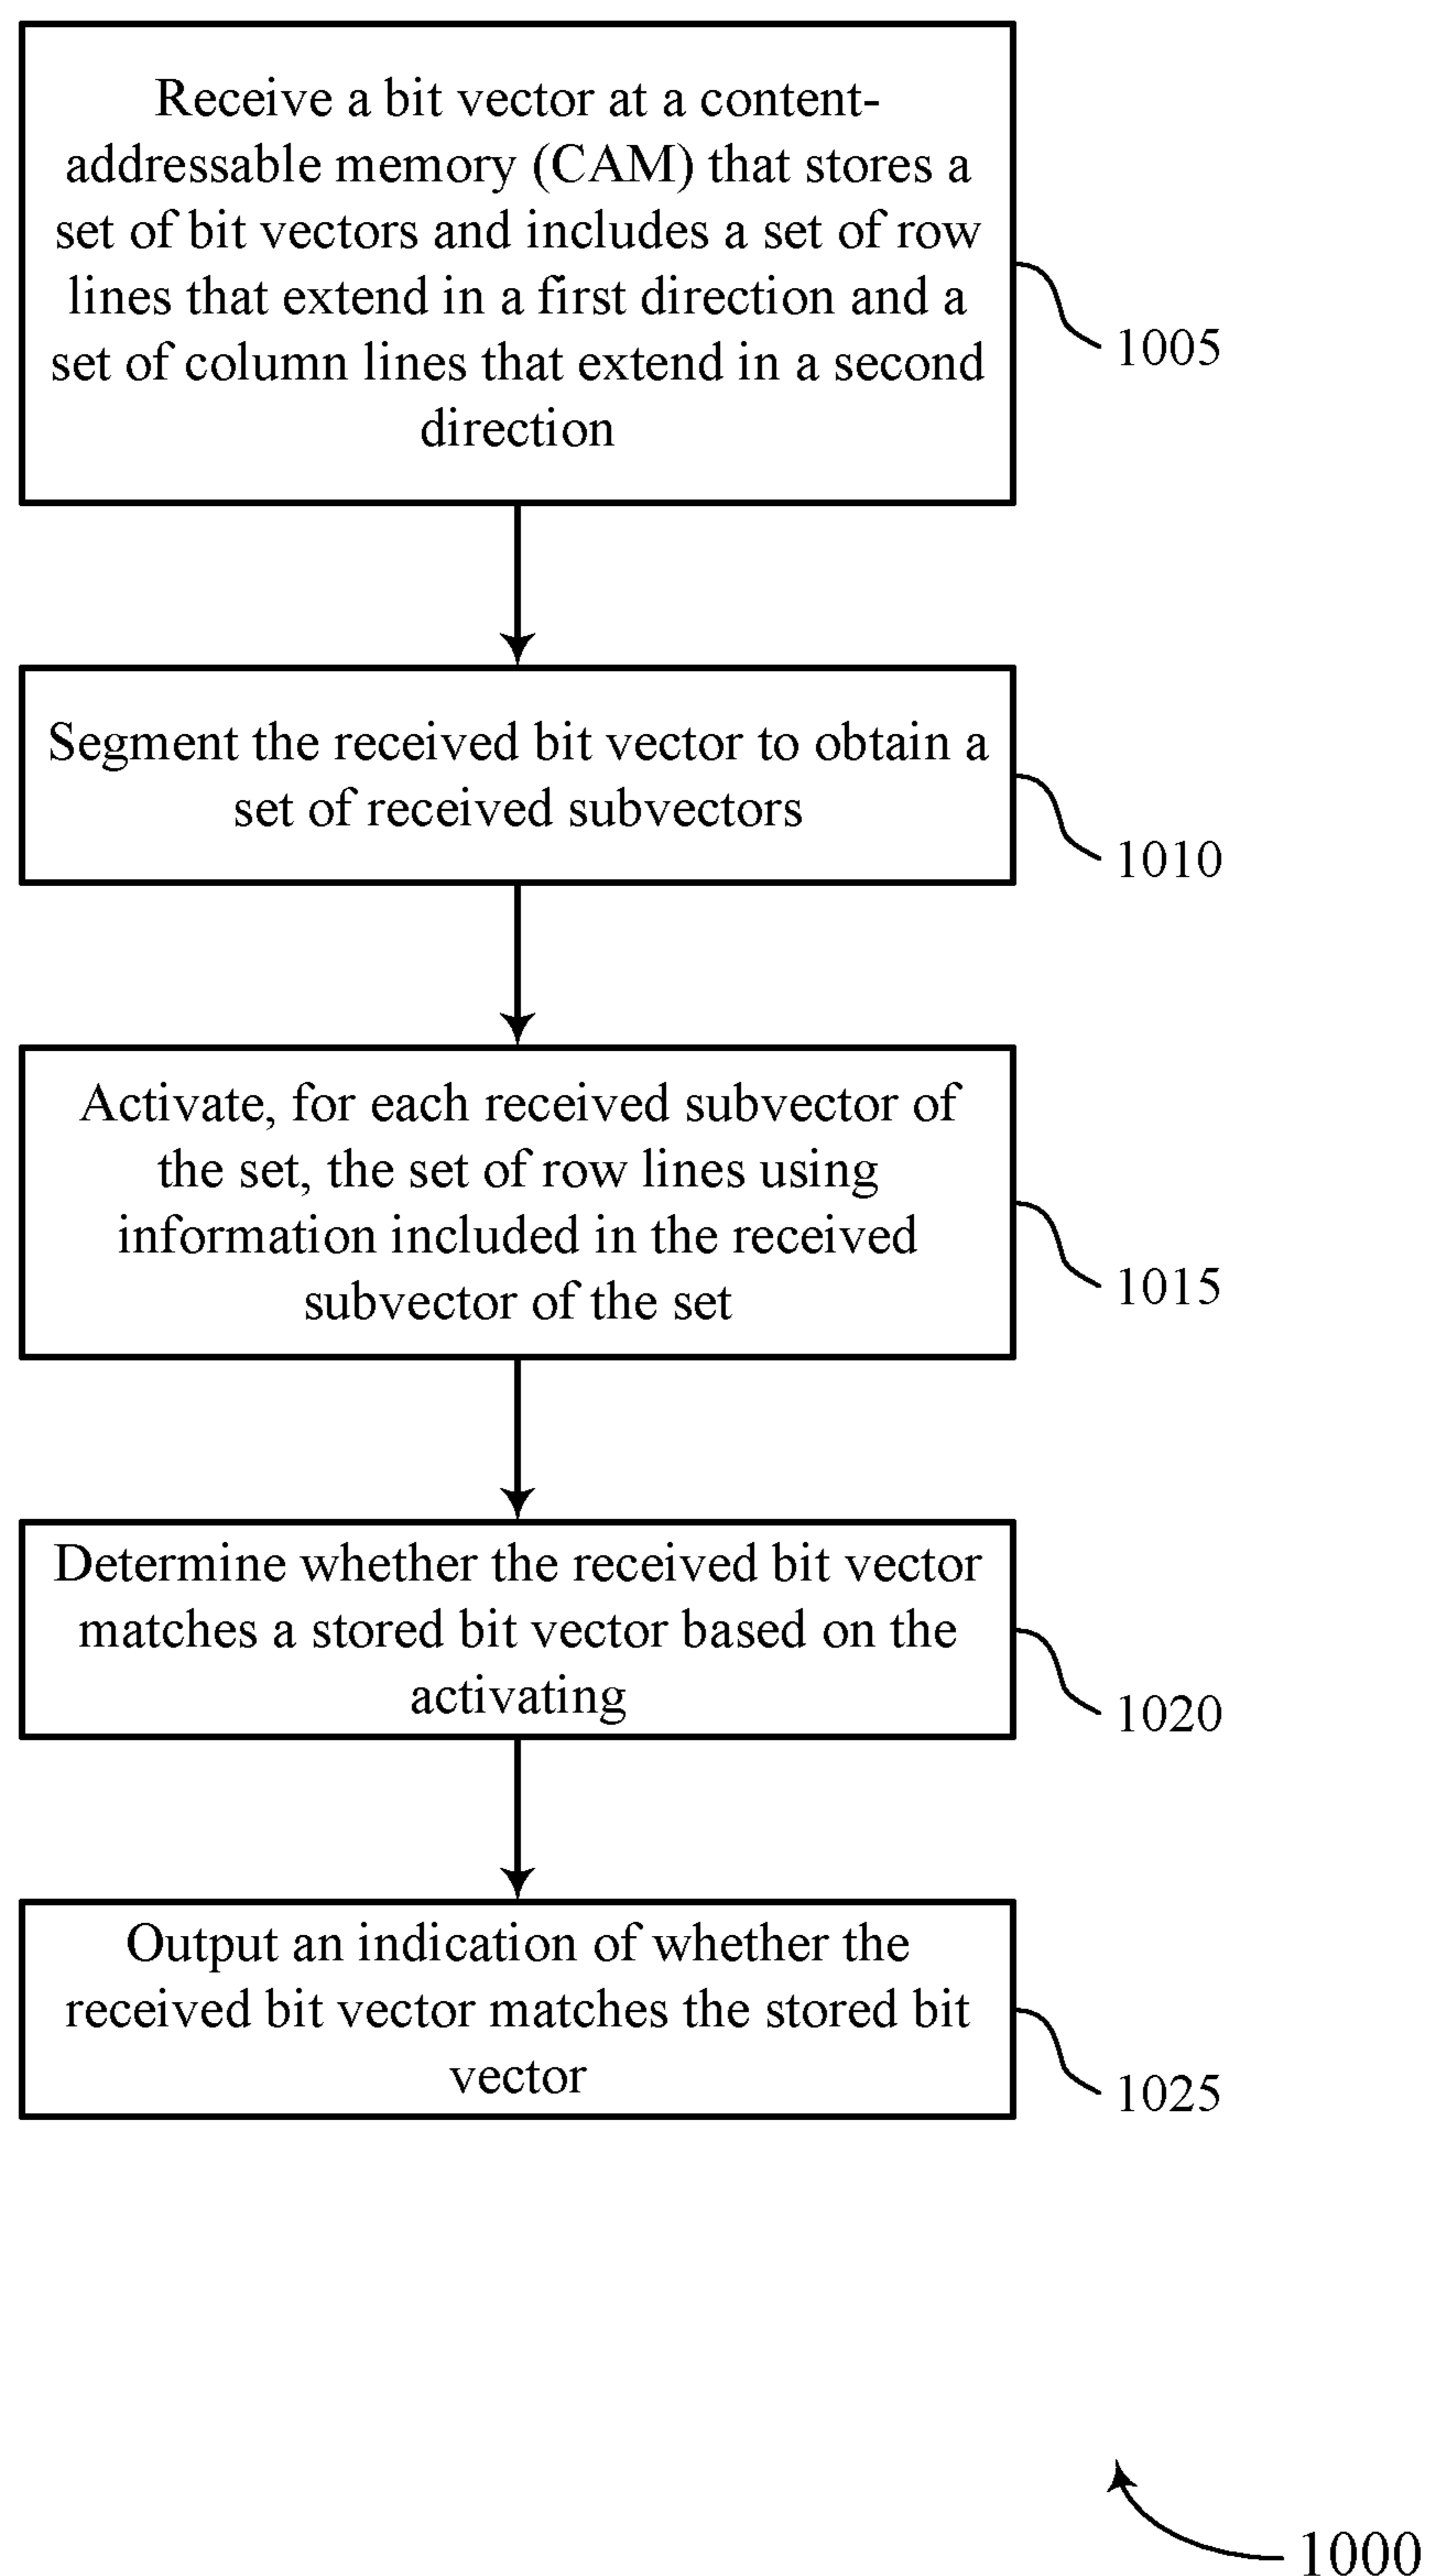 Receive a bit vector at a content-
addressable memory (CAM) that stores a
set of bit vectors and includes a set of row
lines that extend in a first direction and a
set of column lines that extend in a second
direction
1005
Segment the received bit vector to obtain a
set of received subvectors
1010
Activate, for each received subvector of
the set, the set of row lines using
information included in the received
subvector of the set
1015
Determine whether the received bit vector
matches a stored bit vector based on the
activating
1020
Output an indication of whether the
received bit vector matches the stored bit
vector
1025
1000